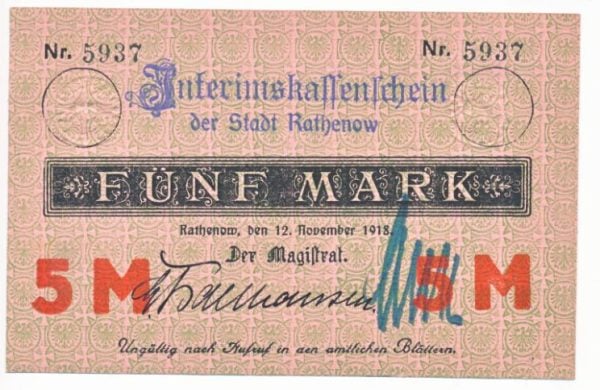 Nr. 5937 Nr. 5937
Interimskassenschein
der Stadt Rathenow
FÜNF MARK
Rathenow, den 12. November 1918.
Der Magistrat.
5 M 5 M
Ungültig nach Aufruf in den amtlichen Blättern.